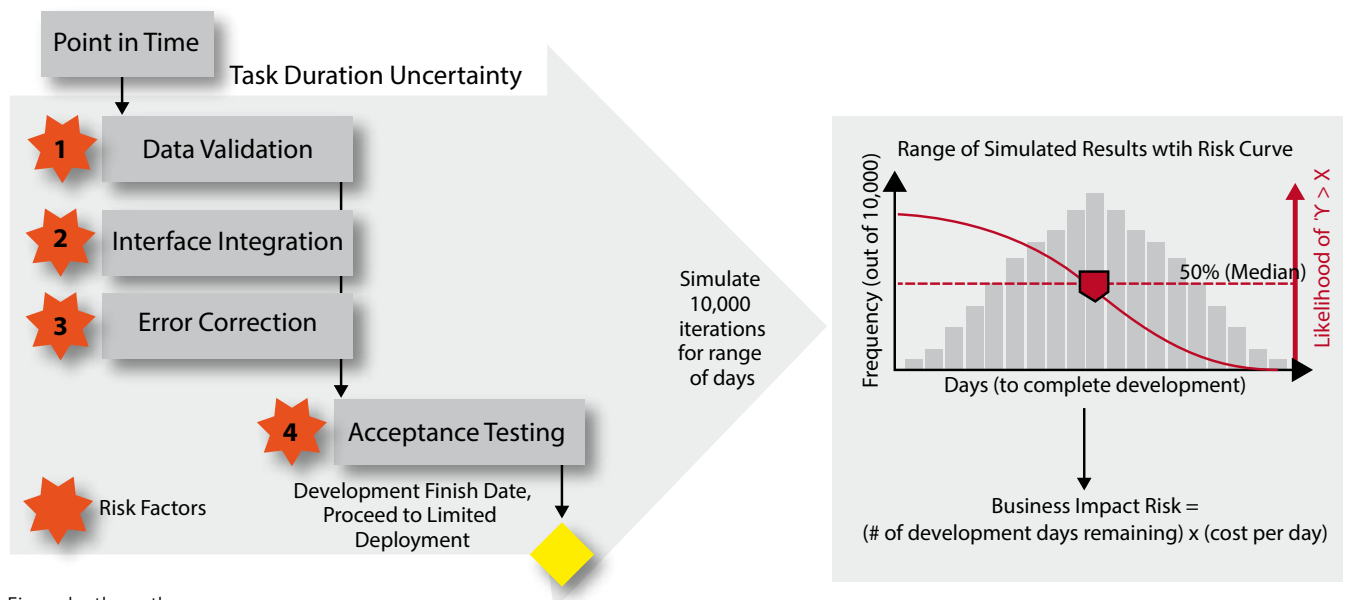 Point in Time
Task Duration Uncertainty
1
Data Validation
2
Interface Integration
3
Error Correction
4
Acceptance Testing
Risk Factors
Development Finish Date,
Proceed to Limited
Deployment
Simulate
10,000
iterations
for range
of days
Range of Simulated Results wtih Risk Curve
Frequency (out of 10,000)
50% (Median)
Likelihood of 'Y > X
Days (to complete development)
Business Impact Risk =
(# of development days remaining) x (cost per day)